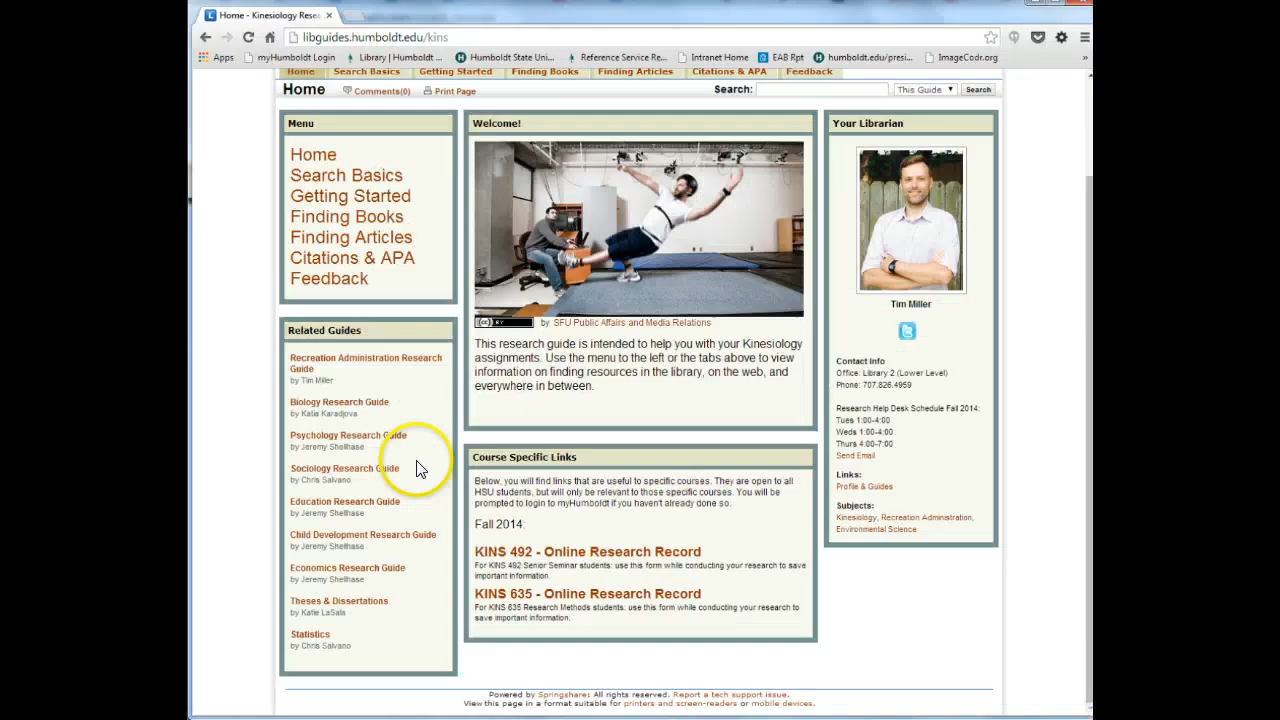 Home - Kinesiology Rese
libguides.humboldt.edu/kins
Apps myHumboldt Login Library | Humboldt ... Humboldt State Uni... Reference Service Re... Intranet Home EAB Rpt humboldt.edu/presi... ImageCodr.org »
Home Search Basics Getting Started Finding Books Finding Articles Citations & APA Feedback
Home Comments(0) Print Page Search: This Guide Search
Menu
Home
Search Basics
Getting Started
Finding Books
Finding Articles
Citations & APA
Feedback
Related Guides
Recreation Administration Research
Guide
by Tim Miller
Biology Research Guide
by Katia Karadjova
Psychology Research Guide
by Jeremy Shellhase
Sociology Research Guide
by Chris Salvano
Education Research Guide
by Jeremy Shellhase
Child Development Research Guide
by Jeremy Shellhase
Economics Research Guide
by Jeremy Shellhase
Theses & Dissertations
by Katie LaSala
Statistics
by Chris Salvano
Welcome!
(cc) BY by SFU Public Affairs and Media Relations
This research guide is intended to help you with your Kinesiology
assignments. Use the menu to the left or the tabs above to view
information on finding resources in the library, on the web, and
everywhere in between.
Course Specific Links
Below, you will find links that are useful to specific courses. They are open to all
HSU students, but will only be relevant to those specific courses. You will be
prompted to login to myHumboldt if you haven't already done so.
Fall 2014:
KINS 492 - Online Research Record
For KINS 492 Senior Seminar students: use this form while conducting your research to save
important information.
KINS 635 - Online Research Record
For KINS 635 Research Methods students: use this form while conducting your research to
save important information.
Your Librarian
Tim Miller
Contact Info
Office: Library 2 (Lower Level)
Phone: 707.826.4959
Research Help Desk Schedule Fall 2014:
Tues 1:00-4:00
Weds 1:00-4:00
Thurs 4:00-7:00
Send Email
Links:
Profile & Guides
Subjects:
Kinesiology, Recreation Administration,
Environmental Science
Powered by Springshare; All rights reserved. Report a tech support issue.
View this page in a format suitable for printers and screen-readers or mobile devices.